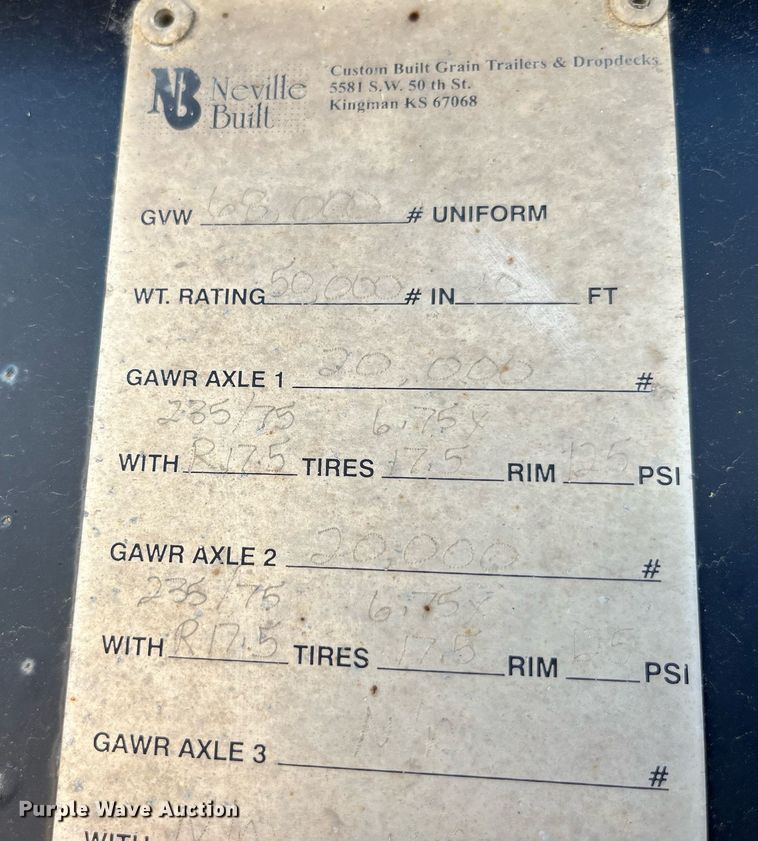 NB Neville Built
Custom Built Grain Trailers & Dropdecks
5581 S.W. 50 th St.
Kingman KS 67068
GVW 68,000 # UNIFORM
WT. RATING 50,000 # IN 10 FT
GAWR AXLE 1 20,000 #
235/75 6.75x
WITH R17.5 TIRES 17.5 RIM 125 PSI
GAWR AXLE 2 20,000 #
235/75 6.75x
WITH R17.5 TIRES 17.5 RIM 125 PSI
GAWR AXLE 3 N/A #
WITH
Purple Wave Auction